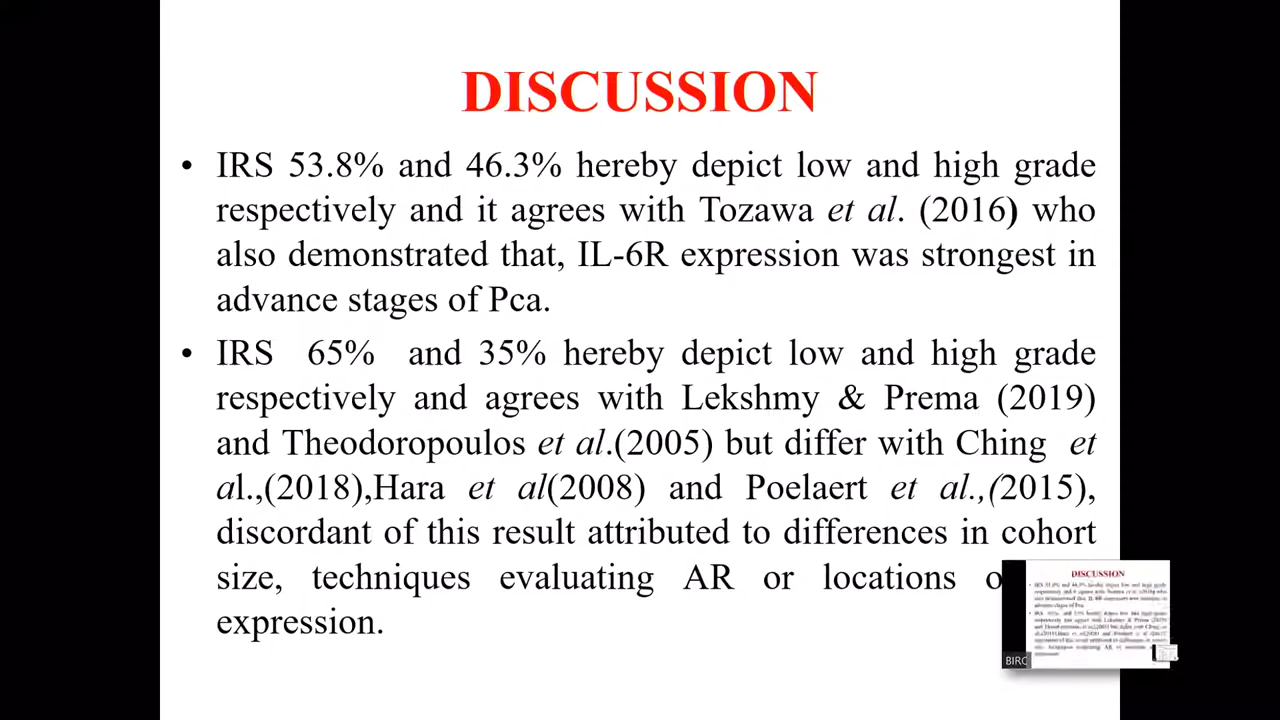 DISCUSSION
• IRS 53.8% and 46.3% hereby depict low and high grade
respectively and it agrees with Tozawa et al. (2016) who
also demonstrated that, IL-6R expression was strongest in
advance stages of Pca.
• IRS 65% and 35% hereby depict low and high grade
respectively and agrees with Lekshmy & Prema (2019)
and Theodoropoulos et al.(2005) but differ with Ching et
al.,(2018),Hara et al(2008) and Poelaert et al.,(2015),
discordant of this result attributed to differences in cohort
size, techniques evaluating AR or locations
expression.
DISCUSSION
BIRC